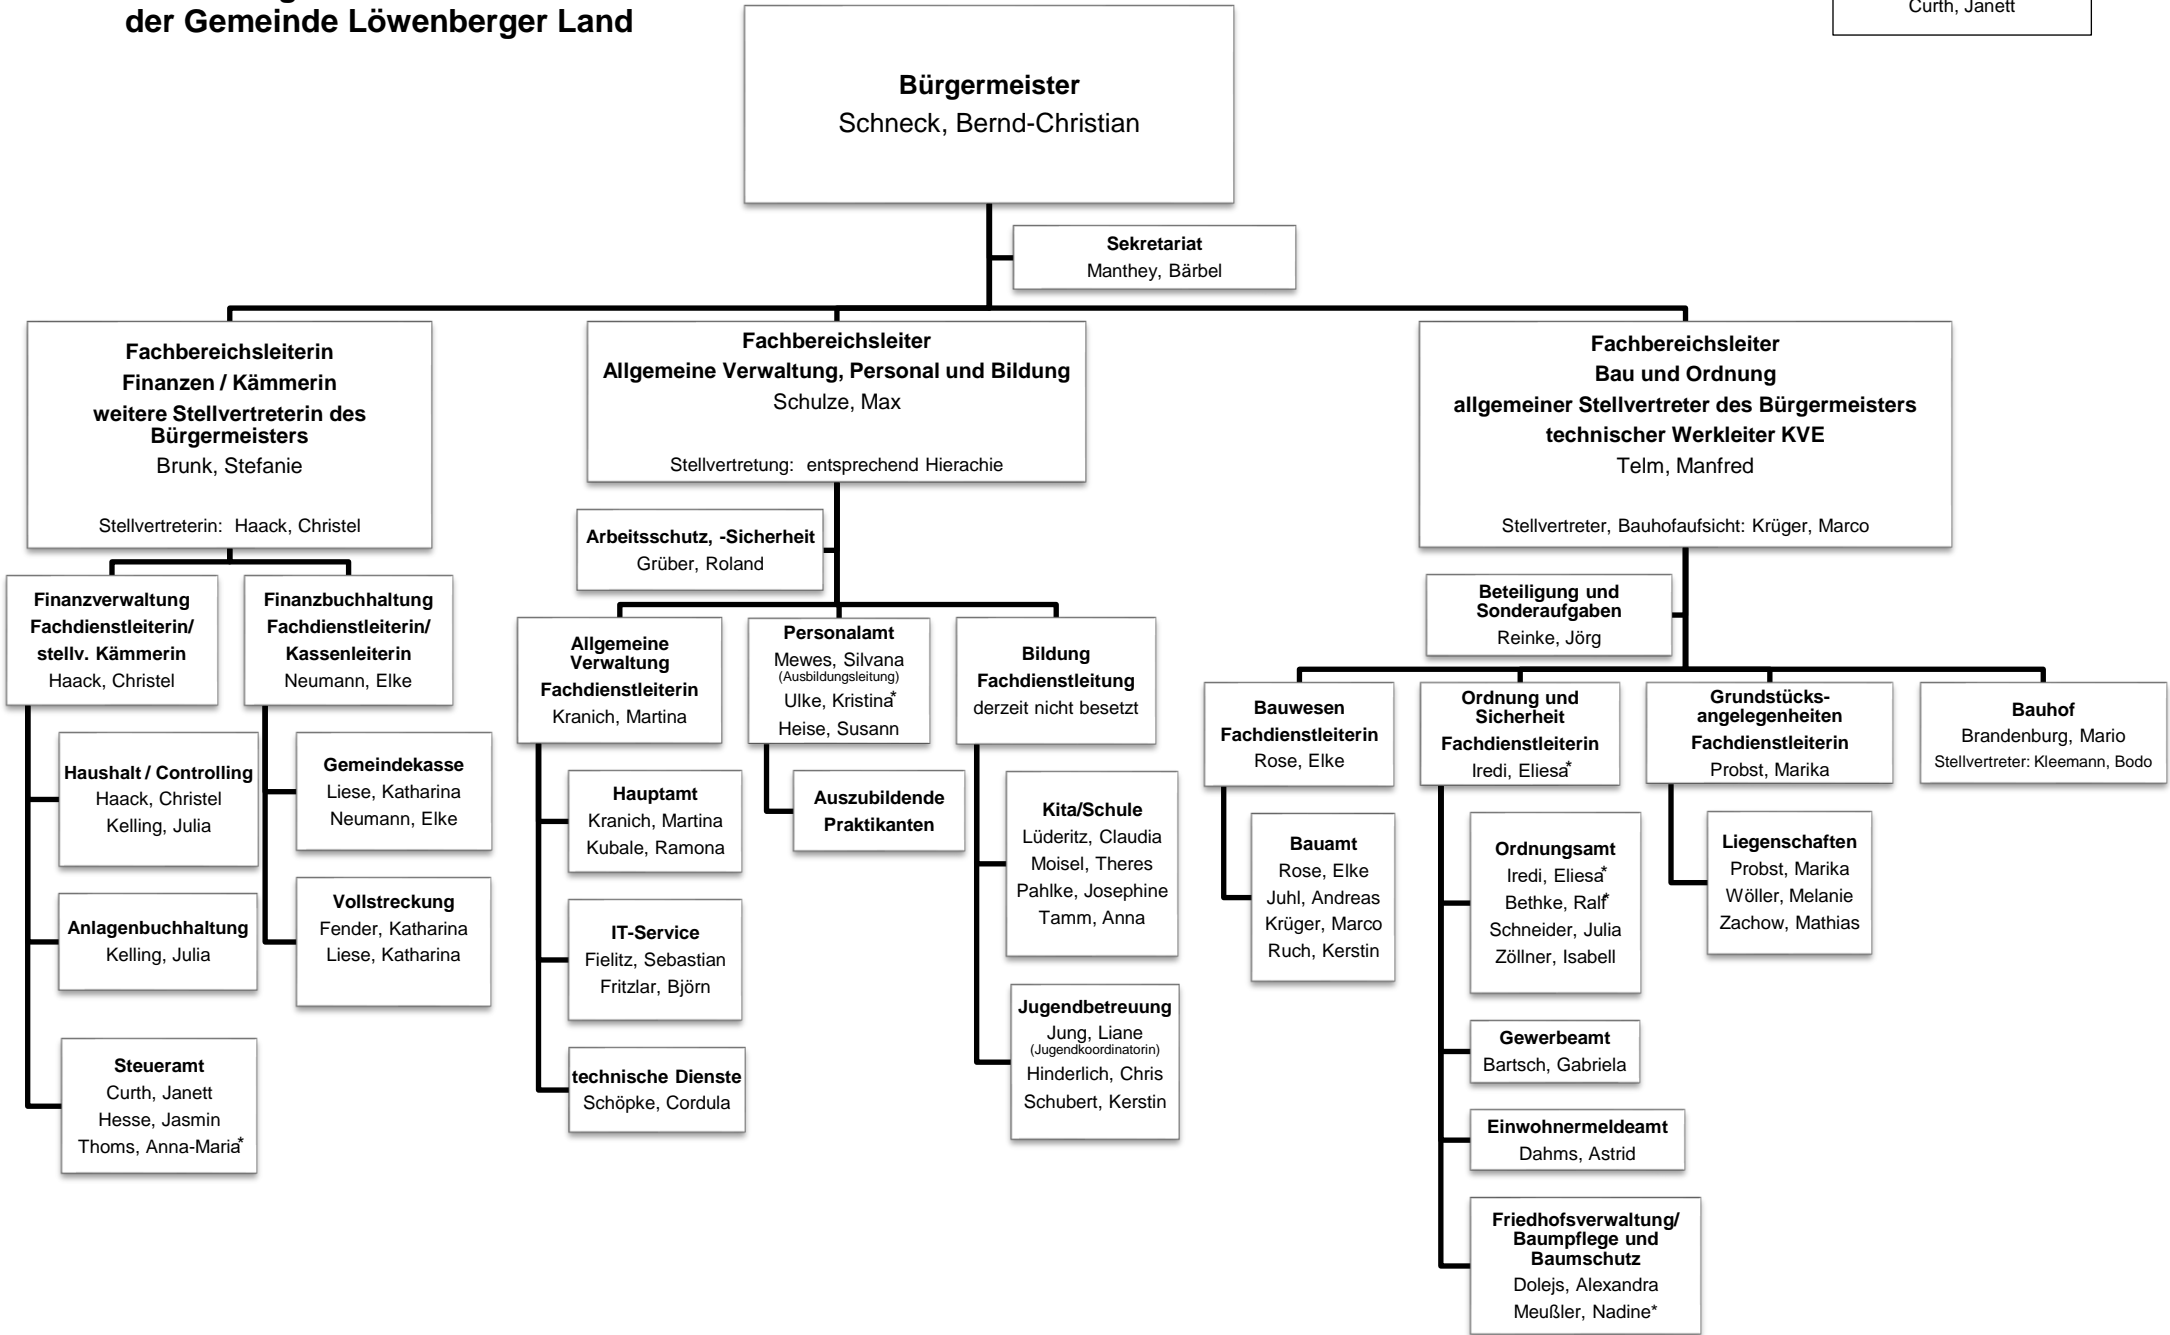 der Gemeinde Löwenberger Land
Curth, Janett
Bürgermeister
Schneck, Bernd-Christian
Sekretariat
Manthey, Bärbel
Fachbereichsleiterin
Finanzen / Kämmerin
weitere Stellvertreterin des
Bürgermeisters
Brunk, Stefanie
Stellvertreterin: Haack, Christel
Fachbereichsleiter
Allgemeine Verwaltung, Personal und Bildung
Schulze, Max
Stellvertretung: entsprechend Hierachie
Fachbereichsleiter
Bau und Ordnung
allgemeiner Stellvertreter des Bürgermeisters
technischer Werkleiter KVE
Telm, Manfred
Stellvertreter, Bauhofaufsicht: Krüger, Marco
Arbeitsschutz, -Sicherheit
Grüber, Roland
Beteiligung und
Sonderaufgaben
Reinke, Jörg
Finanzverwaltung
Fachdienstleiterin/
stellv. Kämmerin
Haack, Christel
Finanzbuchhaltung
Fachdienstleiterin/
Kassenleiterin
Neumann, Elke
Allgemeine
Verwaltung
Fachdienstleiterin
Kranich, Martina
Personalamt
Mewes, Silvana
(Ausbildungsleitung)
Ulke, Kristina*
Heise, Susann
Bildung
Fachdienstleitung
derzeit nicht besetzt
Bauwesen
Fachdienstleiterin
Rose, Elke
Ordnung und
Sicherheit
Fachdienstleiterin
Iredi, Eliesa*
Grundstücks-
angelegenheiten
Fachdienstleiterin
Probst, Marika
Bauhof
Brandenburg, Mario
Stellvertreter: Kleemann, Bodo
Haushalt / Controlling
Haack, Christel
Kelling, Julia
Anlagenbuchhaltung
Kelling, Julia
Steueramt
Curth, Janett
Hesse, Jasmin
Thoms, Anna-Maria*
Gemeindekasse
Liese, Katharina
Neumann, Elke
Vollstreckung
Fender, Katharina
Liese, Katharina
Hauptamt
Kranich, Martina
Kubale, Ramona
IT-Service
Fielitz, Sebastian
Fritzlar, Björn
technische Dienste
Schöpke, Cordula
Auszubildende
Praktikanten
Kita/Schule
Lüderitz, Claudia
Moisel, Theres
Pahlke, Josephine
Tamm, Anna
Jugendbetreuung
Jung, Liane
(Jugendkoordinatorin)
Hinderlich, Chris
Schubert, Kerstin
Bauamt
Rose, Elke
Juhl, Andreas
Krüger, Marco
Ruch, Kerstin
Ordnungsamt
Iredi, Eliesa*
Bethke, Ralf*
Schneider, Julia
Zöllner, Isabell
Gewerbeamt
Bartsch, Gabriela
Einwohnermeldeamt
Dahms, Astrid
Friedhofsverwaltung/
Baumpflege und
Baumschutz
Dolejs, Alexandra
Meußler, Nadine*
Liegenschaften
Probst, Marika
Wöller, Melanie
Zachow, Mathias